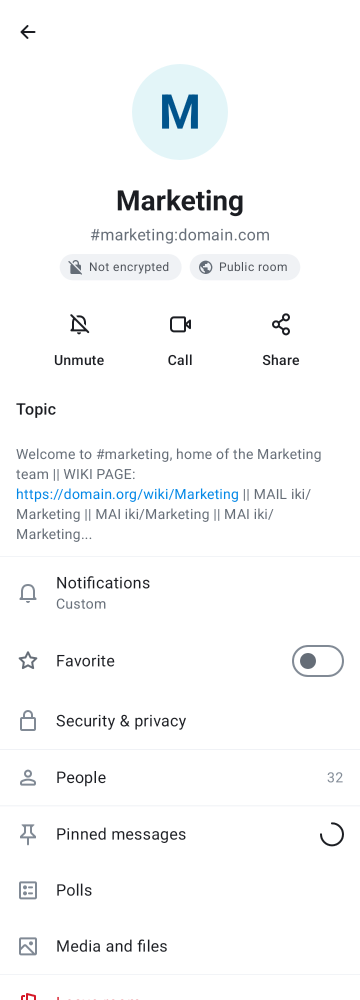 M
Marketing
#marketing:domain.com
Not encrypted
Public room
Unmute
Call
Share
Topic
Welcome to #marketing, home of the Marketing
team || WIKI PAGE:
https://domain.org/wiki/Marketing || MAIL iki/
Marketing || MAI iki/Marketing || MAI iki/
Marketing...
Notifications
Custom
Favorite
Security & privacy
People 32
Pinned messages
Polls
Media and files